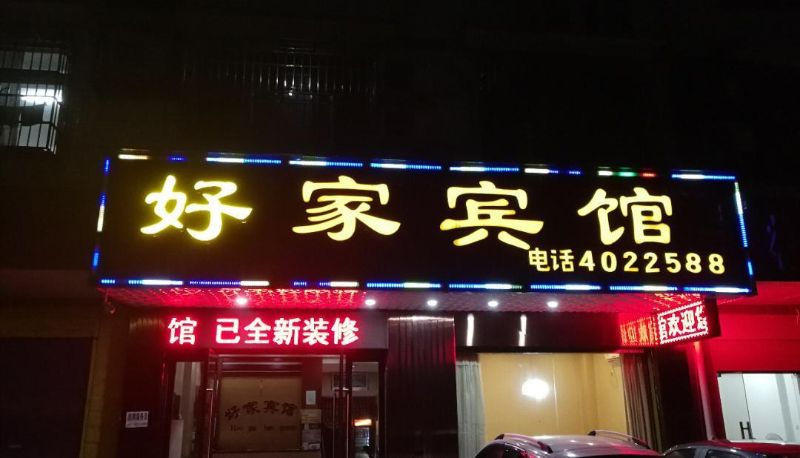 好家宾馆
电话4022588
馆 已全新装修
欢迎您
好家宾馆